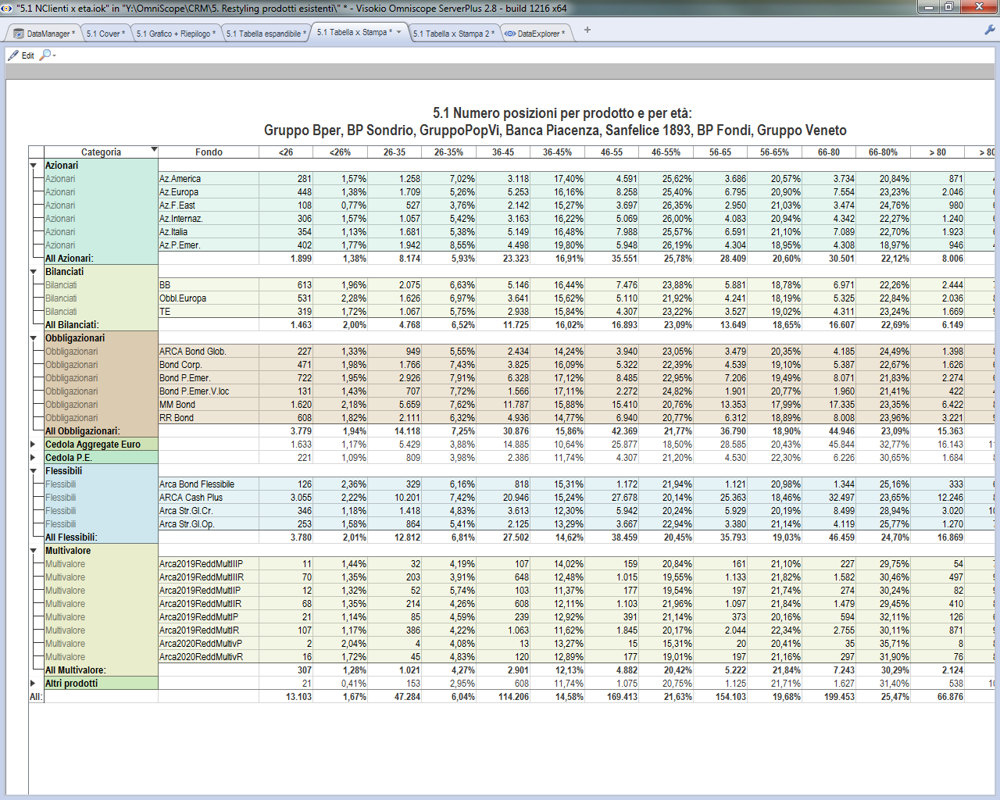 "5.1 NClienti x eta.iok" in "Y:\OmniScope\CRM\5. Restyling prodotti esistenti\" * - Visokio Omniscope ServerPlus 2.8 - build 1216 x64
DataManager * 5.1 Cover * 5.1 Grafico + Riepilogo * 5.1 Tabella espandibile * 5.1 Tabella x Stampa * 5.1 Tabella x Stampa 2 * DataExplorer *
Edit
5.1 Numero posizioni per prodotto e per età:
Gruppo Bper, BP Sondrio, GruppoPopVi, Banca Piacenza, Sanfelice 1893, BP Fondi, Gruppo Veneto
Categoria Fondo <26 <26% 26-35 26-35% 36-45 36-45% 46-55 46-55% 56-65 56-65% 66-80 66-80% > 80 > 80
Azionari
Azionari Az.America 281 1,57% 1.258 7,02% 3.118 17,40% 4.591 25,62% 3.686 20,57% 3.734 20,84% 871
Azionari Az.Europa 448 1,38% 1.709 5,26% 5.253 16,16% 8.258 25,40% 6.795 20,90% 7.554 23,23% 2.046
Azionari Az.F.East 108 0,77% 527 3,76% 2.142 15,27% 3.697 26,35% 2.950 21,03% 3.474 24,76% 980
Azionari Az.Internaz. 306 1,57% 1.057 5,42% 3.163 16,22% 5.069 26,00% 4.083 20,94% 4.342 22,27% 1.240
Azionari Az.Italia 354 1,13% 1.681 5,38% 5.149 16,48% 7.988 25,57% 6.591 21,10% 7.089 22,70% 1.923
Azionari Az.P.Emer. 402 1,77% 1.942 8,55% 4.498 19,80% 5.948 26,19% 4.304 18,95% 4.308 18,97% 946
All Azionari: 1.899 1,38% 8.174 5,93% 23.323 16,91% 35.551 25,78% 28.409 20,60% 30.501 22,12% 8.006
Bilanciati
Bilanciati BB 613 1,96% 2.075 6,63% 5.146 16,44% 7.476 23,88% 5.881 18,78% 6.971 22,26% 2.444
Bilanciati Obbl.Europa 531 2,28% 1.626 6,97% 3.641 15,62% 5.110 21,92% 4.241 18,19% 5.325 22,84% 2.036
Bilanciati TE 319 1,72% 1.067 5,75% 2.938 15,84% 4.307 23,22% 3.527 19,02% 4.311 23,24% 1.669
All Bilanciati: 1.463 2,00% 4.768 6,52% 11.725 16,02% 16.893 23,09% 13.649 18,65% 16.607 22,69% 6.149
Obbligazionari
Obbligazionari ARCA Bond Glob. 227 1,33% 949 5,55% 2.434 14,24% 3.940 23,05% 3.479 20,35% 4.185 24,49% 1.398
Obbligazionari Bond Corp. 471 1,98% 1.766 7,43% 3.825 16,09% 5.322 22,39% 4.539 19,10% 5.387 22,67% 1.626
Obbligazionari Bond P.Emer. 722 1,95% 2.926 7,91% 6.328 17,12% 8.485 22,95% 7.206 19,49% 8.071 21,83% 2.274
Obbligazionari Bond P.Emer.V.loc 131 1,43% 707 7,72% 1.566 17,11% 2.272 24,82% 1.901 20,77% 1.960 21,41% 422
Obbligazionari MM Bond 1.620 2,18% 5.659 7,62% 11.787 15,88% 15.410 20,76% 13.353 17,99% 17.335 23,35% 6.422
Obbligazionari RR Bond 608 1,82% 2.111 6,32% 4.936 14,77% 6.940 20,77% 6.312 18,89% 8.008 23,96% 3.221
All Obbligazionari: 3.779 1,94% 14.118 7,25% 30.876 15,86% 42.369 21,77% 36.790 18,90% 44.946 23,09% 15.363
Cedola Aggregate Euro 1.633 1,17% 5.429 3,88% 14.885 10,64% 25.877 18,50% 28.585 20,43% 45.844 32,77% 16.143
Cedola P.E. 221 1,09% 809 3,98% 2.386 11,74% 4.309 21,20% 4.530 22,30% 6.226 30,65% 1.684
Flessibili
Flessibili Arca Bond Flessibile 126 2,36% 329 6,16% 818 15,31% 1.172 21,94% 1.121 20,98% 1.344 25,16% 333
Flessibili ARCA Cash Plus 3.055 2,22% 10.201 7,42% 20.946 15,24% 27.678 20,14% 25.363 18,46% 32.497 23,65% 12.246
Flessibili Arca Str.Gl.Cr. 346 1,18% 1.418 4,83% 3.613 12,30% 5.942 20,24% 5.929 20,19% 8.499 28,94% 3.020
Flessibili Arca Str.Gl.Op. 253 1,58% 864 5,41% 2.125 13,29% 3.667 22,94% 3.380 21,14% 4.119 25,77% 1.270
All Flessibili: 3.780 2,01% 12.812 6,81% 27.502 14,62% 38.459 20,45% 35.793 19,03% 46.459 24,70% 16.869
Multivalore
Multivalore Arca2019ReddMultIIIP 11 1,44% 32 4,19% 107 14,02% 159 20,84% 161 21,10% 227 29,75% 54
Multivalore Arca2019ReddMultIIIR 70 1,35% 203 3,91% 648 12,48% 1.015 19,55% 1.133 21,82% 1.582 30,46% 497
Multivalore Arca2019ReddMultIIP 12 1,32% 52 5,74% 103 11,37% 177 19,54% 197 21,74% 274 30,24% 82
Multivalore Arca2019ReddMultIIR 68 1,35% 214 4,26% 608 12,11% 1.103 21,96% 1.097 21,84% 1.479 29,45% 410
Multivalore Arca2019ReddMultIP 21 1,14% 85 4,59% 239 12,92% 391 21,14% 373 20,16% 594 32,11% 126
Multivalore Arca2019ReddMultIR 107 1,17% 386 4,22% 1.063 11,62% 1.845 20,17% 2.044 22,34% 2.755 30,11% 871
Multivalore Arca2020ReddMultivP 2 2,04% 4 4,08% 13 13,27% 15 15,31% 20 20,41% 35 35,71% 8
Multivalore Arca2020ReddMultivR 16 1,72% 45 4,83% 120 12,89% 177 19,01% 197 21,16% 297 31,90% 76
All Multivalore: 307 1,28% 1.021 4,27% 2.901 12,13% 4.882 20,42% 5.222 21,84% 7.243 30,29% 2.124
Altri prodotti 21 0,41% 153 2,95% 608 11,74% 1.075 20,75% 1.125 21,71% 1.627 31,40% 538
All: 13.103 1,67% 47.284 6,04% 114.206 14,58% 169.413 21,63% 154.103 19,68% 199.453 25,47% 66.876